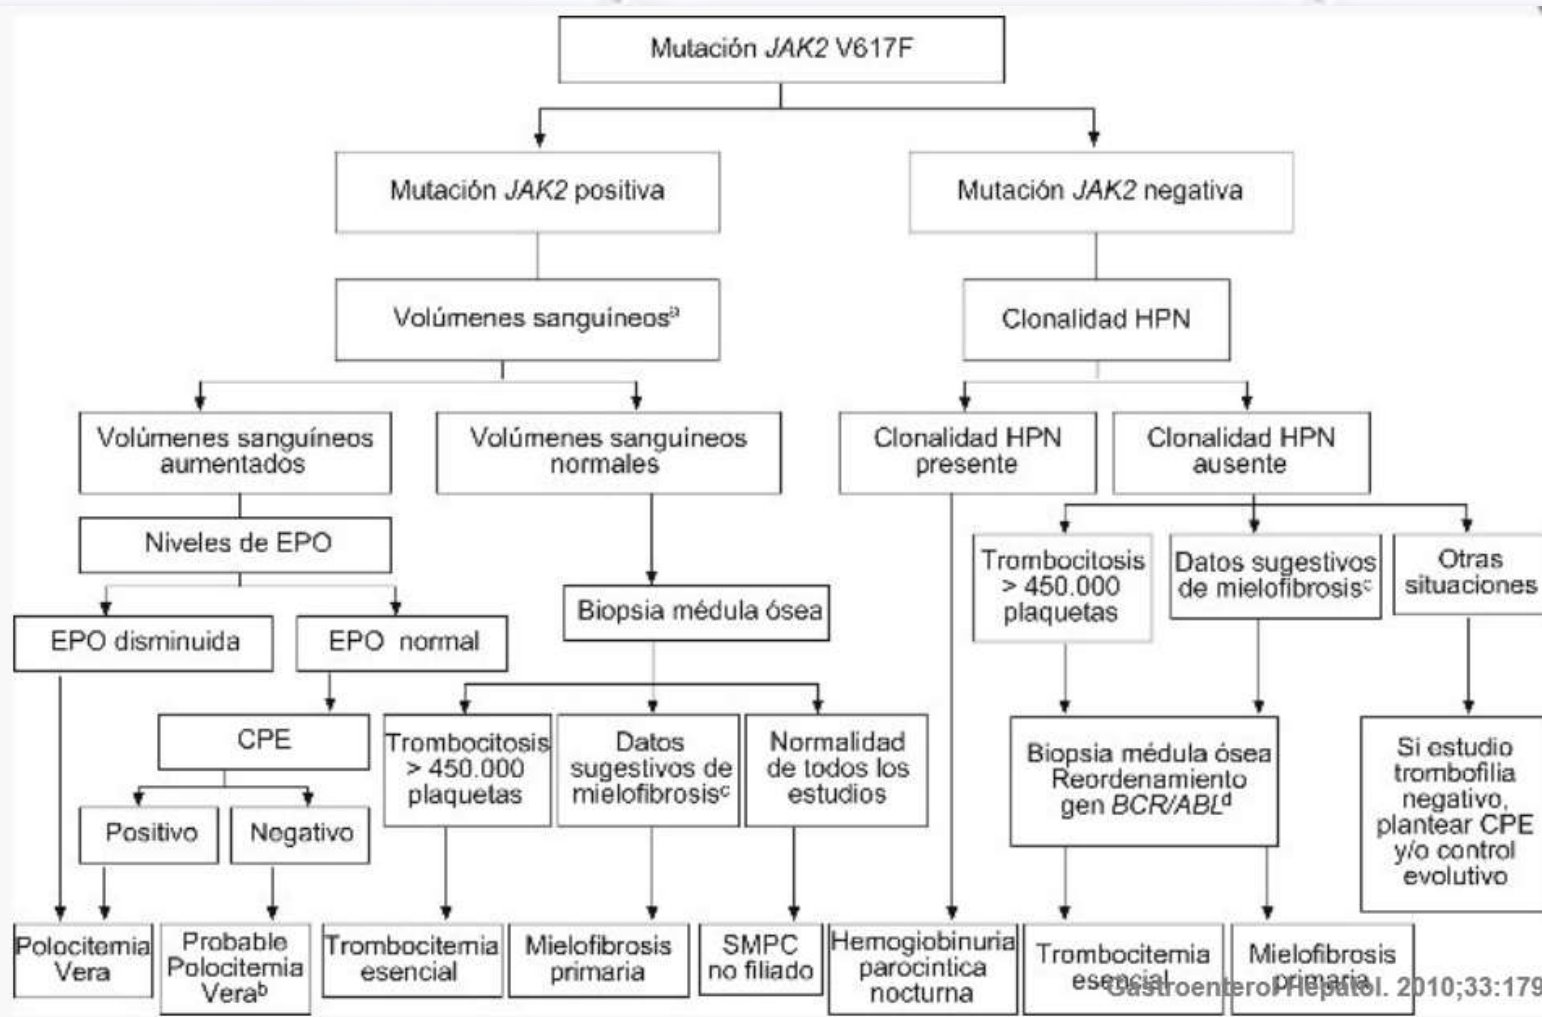 Mutación JAK2 V617F
Mutación JAK2 positiva
Mutación JAK2 negativa
Volúmenes sanguíneosª
Clonalidad HPN
Volúmenes sanguíneos
aumentados
Volúmenes sanguineos
normales
Clonalidad HPN
presente
Clonalidad HPN
ausente
Niveles de EPO
Trombocitosis
> 450.000
plaquetas
Datos sugestivos
de mielofibrosisᶜ
Otras
situaciones
EPO disminuida
EPO normal
Biopsia médula ósea
CPE
Trombocitosis
> 450.000
plaquetas
Datos
sugestivos de
mielofibrosisᶜ
Normalidad
de todos los
estudios
Biopsia médula ósea
Reordenamiento
gen BCR/ABLᵈ
Si estudio
trombofilia
negativo,
plantear CPE
y/o control
evolutivo
Positivo
Negativo
Polocitemia
Vera
Probable
Polocitemia
Veraᵇ
Trombocitemia
esencial
Mielofibrosis
primaria
SMPC
no filiado
Hemogiobinuria
parocintica
nocturna
Trombocitemia
esencial
Mielofibrosis
primaria
Gastroenterol Hepatol. 2010;33:179